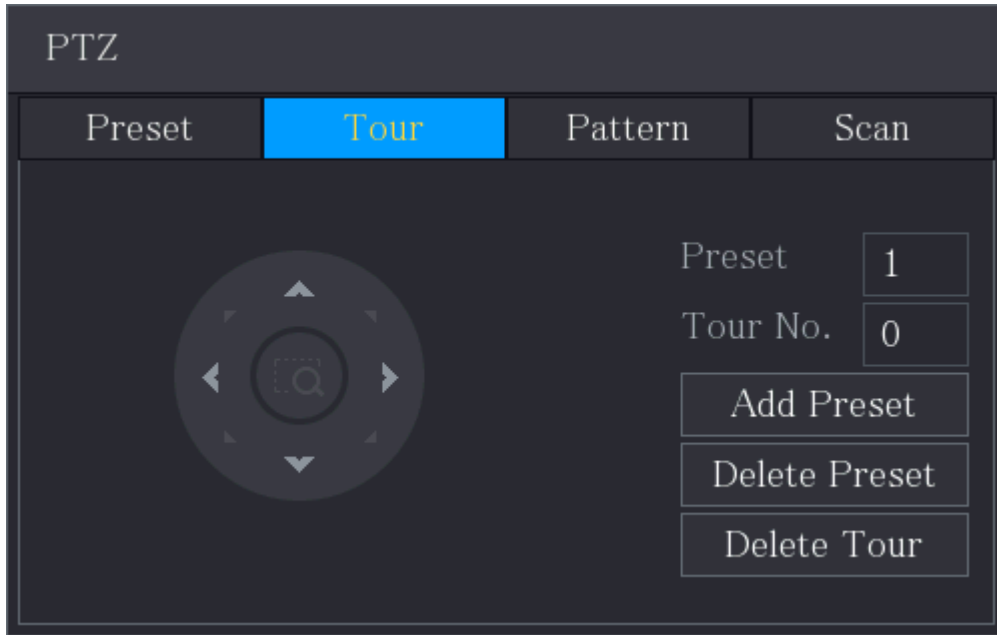 PTZ
Preset Tour Pattern Scan
Preset 1
Tour No. 0
Add Preset
Delete Preset
Delete Tour